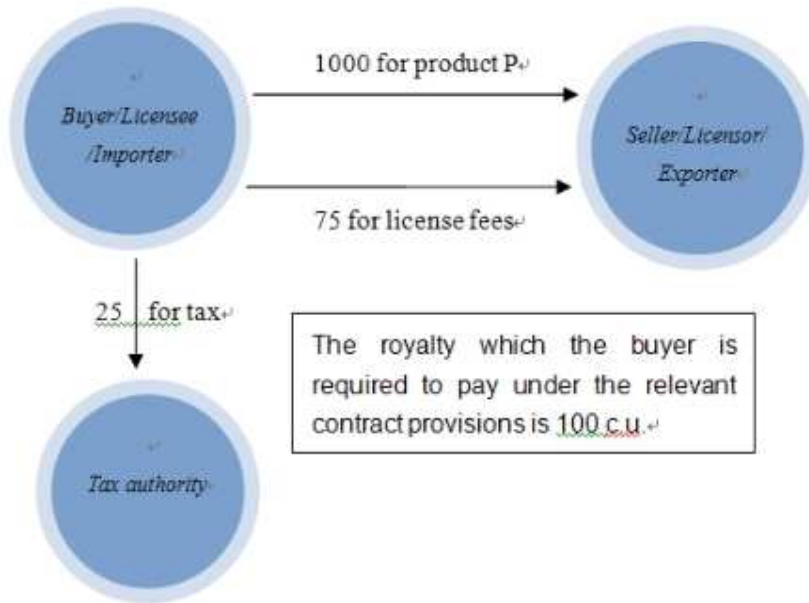 1000 for product P
Buyer/Licensee
/Importer
Seller/Licensor/
Exporter
75 for license fees
25 for tax
The royalty which the buyer is
required to pay under the relevant
contract provisions is 100 c.u.
Tax authority